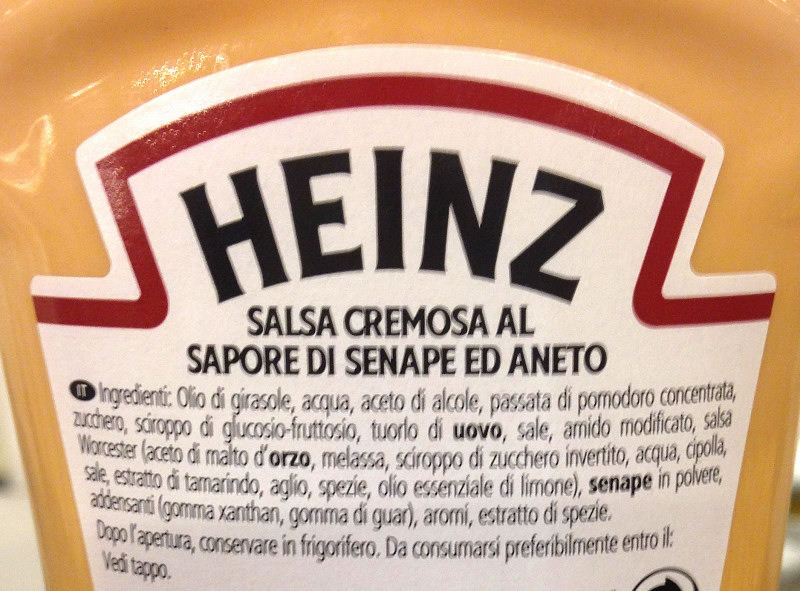 HEINZ
SALSA CREMOSA AL
SAPORE DI SENAPE ED ANETO
IT Ingredienti: Olio di girasole, acqua, aceto di alcole, passata di pomodoro concentrata,
zucchero, sciroppo di glucosio-fruttosio, tuorlo di uovo, sale, amido modificato, salsa
Worcester (aceto di malto d'orzo, melassa, sciroppo di zucchero invertito, acqua, cipolla,
sale, estratto di tamarindo, aglio, spezie, olio essenziale di limone), senape in polvere,
addensanti (gomma xanthan, gomma di guar), aromi, estratto di spezie.
Dopo l'apertura, conservare in frigorifero. Da consumarsi preferibilmente entro il:
Vedi tappo.